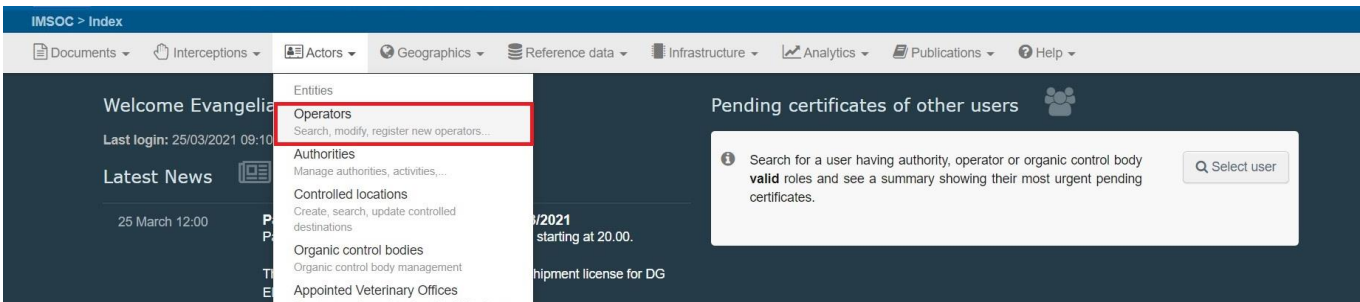 IMSOC > Index
Documents Interceptions Actors Geographics Reference data Infrastructure Analytics Publications Help
Welcome Evangelia
Last login: 25/03/2021 09:10
Latest News
25 March 12:00
Entities
Operators
Search, modify, register new operators...
Authorities
Manage authorities, activities,...
Controlled locations
Create, search, update controlled
destinations
Organic control bodies
Organic control body management
Appointed Veterinary Offices
/2021
starting at 20.00.
hipment license for DG
Pending certificates of other users
Search for a user having authority, operator or organic control body
valid roles and see a summary showing their most urgent pending
certificates.
Select user